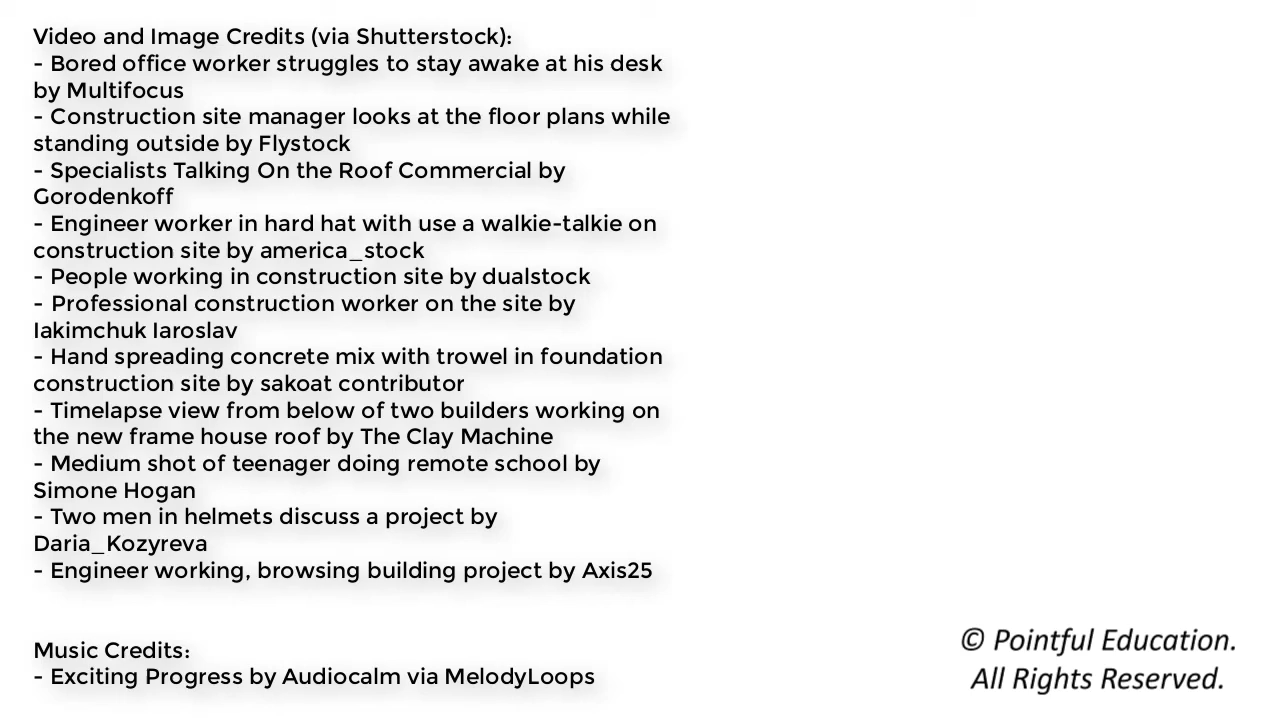 Video and Image Credits (via Shutterstock):
- Bored office worker struggles to stay awake at his desk
by Multifocus
- Construction site manager looks at the floor plans while
standing outside by Flystock
- Specialists Talking On the Roof Commercial by
Gorodenkoff
- Engineer worker in hard hat with use a walkie-talkie on
construction site by america_stock
- People working in construction site by dualstock
- Professional construction worker on the site by
Iakimchuk Iaroslav
- Hand spreading concrete mix with trowel in foundation
construction site by sakoat contributor
- Timelapse view from below of two builders working on
the new frame house roof by The Clay Machine
- Medium shot of teenager doing remote school by
Simone Hogan
- Two men in helmets discuss a project by
Daria_Kozyreva
- Engineer working, browsing building project by Axis25
Music Credits:
- Exciting Progress by Audiocalm via MelodyLoops
© Pointful Education.
All Rights Reserved.